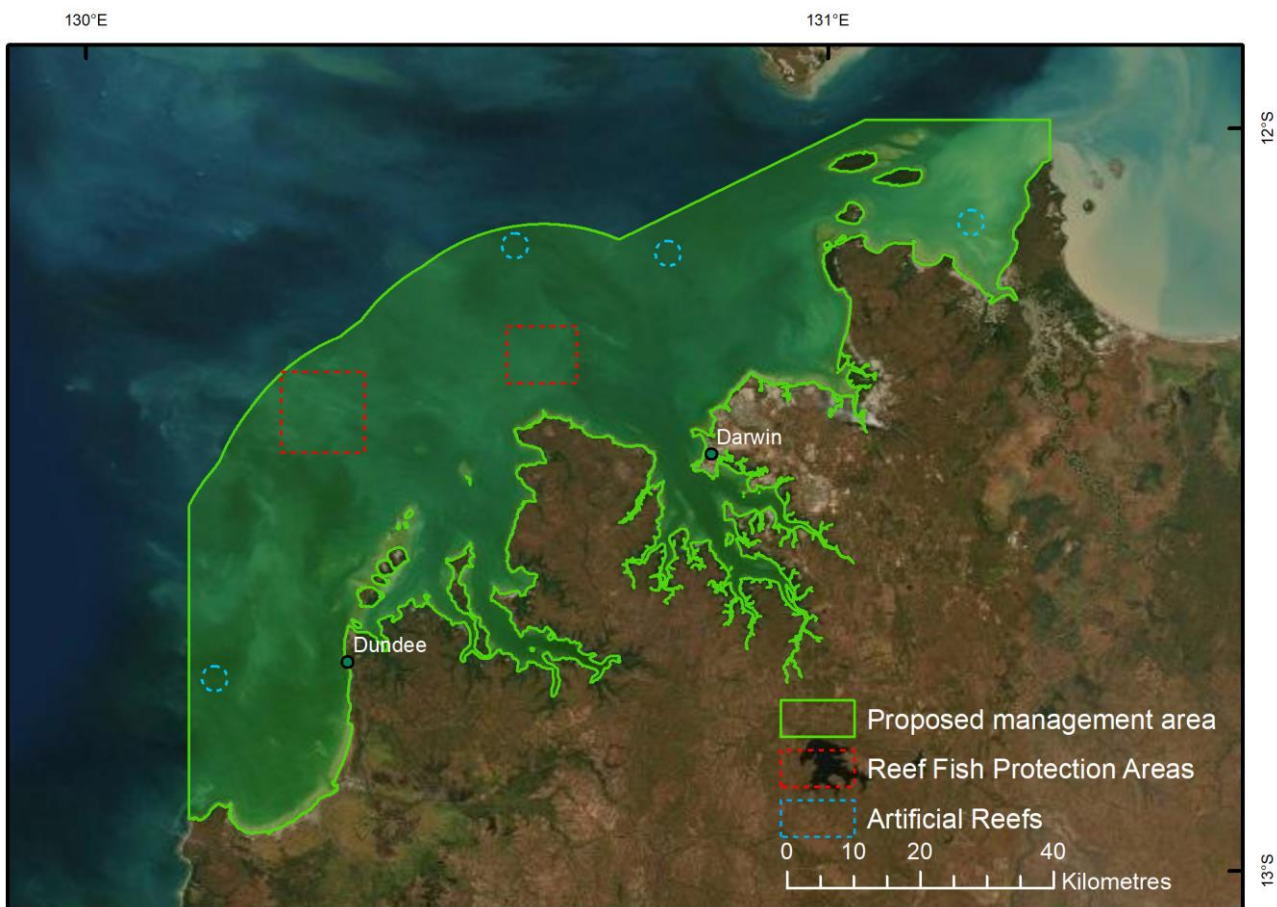 130°E
131°E
12°S
Darwin
Dundee
Proposed management area
Reef Fish Protection Areas
Artificial Reefs
0 10 20 40
Kilometres
13°S